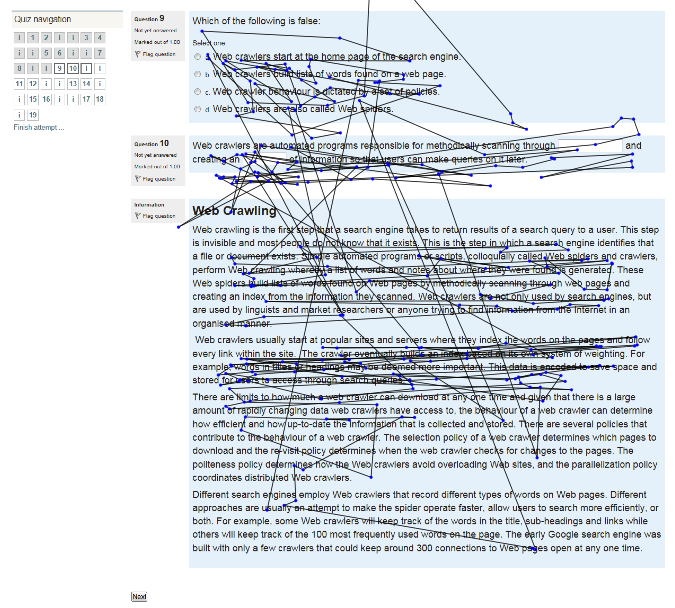 Quiz navigation
i 1 2 i i 3 4
i i 5 6 i i 7
8 i i 9 10 i i
11 12 i i 13 14 i
i 15 16 i i 17 18
i 19
Finish attempt ...
Question 9
Not yet answered
Marked out of 1.00
Flag question
Which of the following is false:
Select one:
a. Web crawlers start at the home page of the search engine.
b. Web crawlers build lists of words found on a web page.
c. Web crawler behaviour is dictated by a set of policies.
d. Web crawlers are also called Web spiders.
Question 10
Not yet answered
Marked out of 1.00
Flag question
Web crawlers are automated programs responsible for methodically scanning through and
creating an of information so that users can make queries on it later.
Information
Flag question
Web Crawling
Web crawling is the first step that a search engine takes to return results of a search query to a user. This step
is invisible and most people do not know that it exists. This is the step in which a search engine identifies that
a file or document exists. Simple automated programs or scripts, colloquially called Web spiders and crawlers,
perform Web crawling whereby a list of words and notes about where they were found is generated. These
Web spiders build lists of words found on Web pages by methodically scanning through web pages and
creating an index from the information they scanned. Web crawlers are not only used by search engines, but
are used by linguists and market researchers or anyone trying to find information from the Internet in an
organised manner.
Web crawlers usually start at popular sites and servers where they index the words on the pages and follow
every link within the site. The crawler eventually builds an index based on its own system of weighting. For
example, words in titles or headings may be deemed more important. This data is encoded to save space and
stored for users to access through search queries.
There are limits to how much a web crawler can download at any one time and given that there is a large
amount of rapidly changing data web crawlers have access to, the behaviour of a web crawler can determine
how efficient and how up-to-date the information that is collected and stored. There are several policies that
contribute to the behaviour of a web crawler. The selection policy of a web crawler determines which pages to
download and the re-visit policy determines when the web crawler checks for changes to the pages. The
politeness policy determines how the Web crawlers avoid overloading Web sites, and the parallelization policy
coordinates distributed Web crawlers.
Different search engines employ Web crawlers that record different types of words on Web pages. Different
approaches are usually an attempt to make the spider operate faster, allow users to search more efficiently, or
both. For example, some Web crawlers will keep track of the words in the title, sub-headings and links while
others will keep track of the 100 most frequently used words on the page. The early Google search engine was
built with only a few crawlers that could keep around 300 connections to Web pages open at any one time.
Next